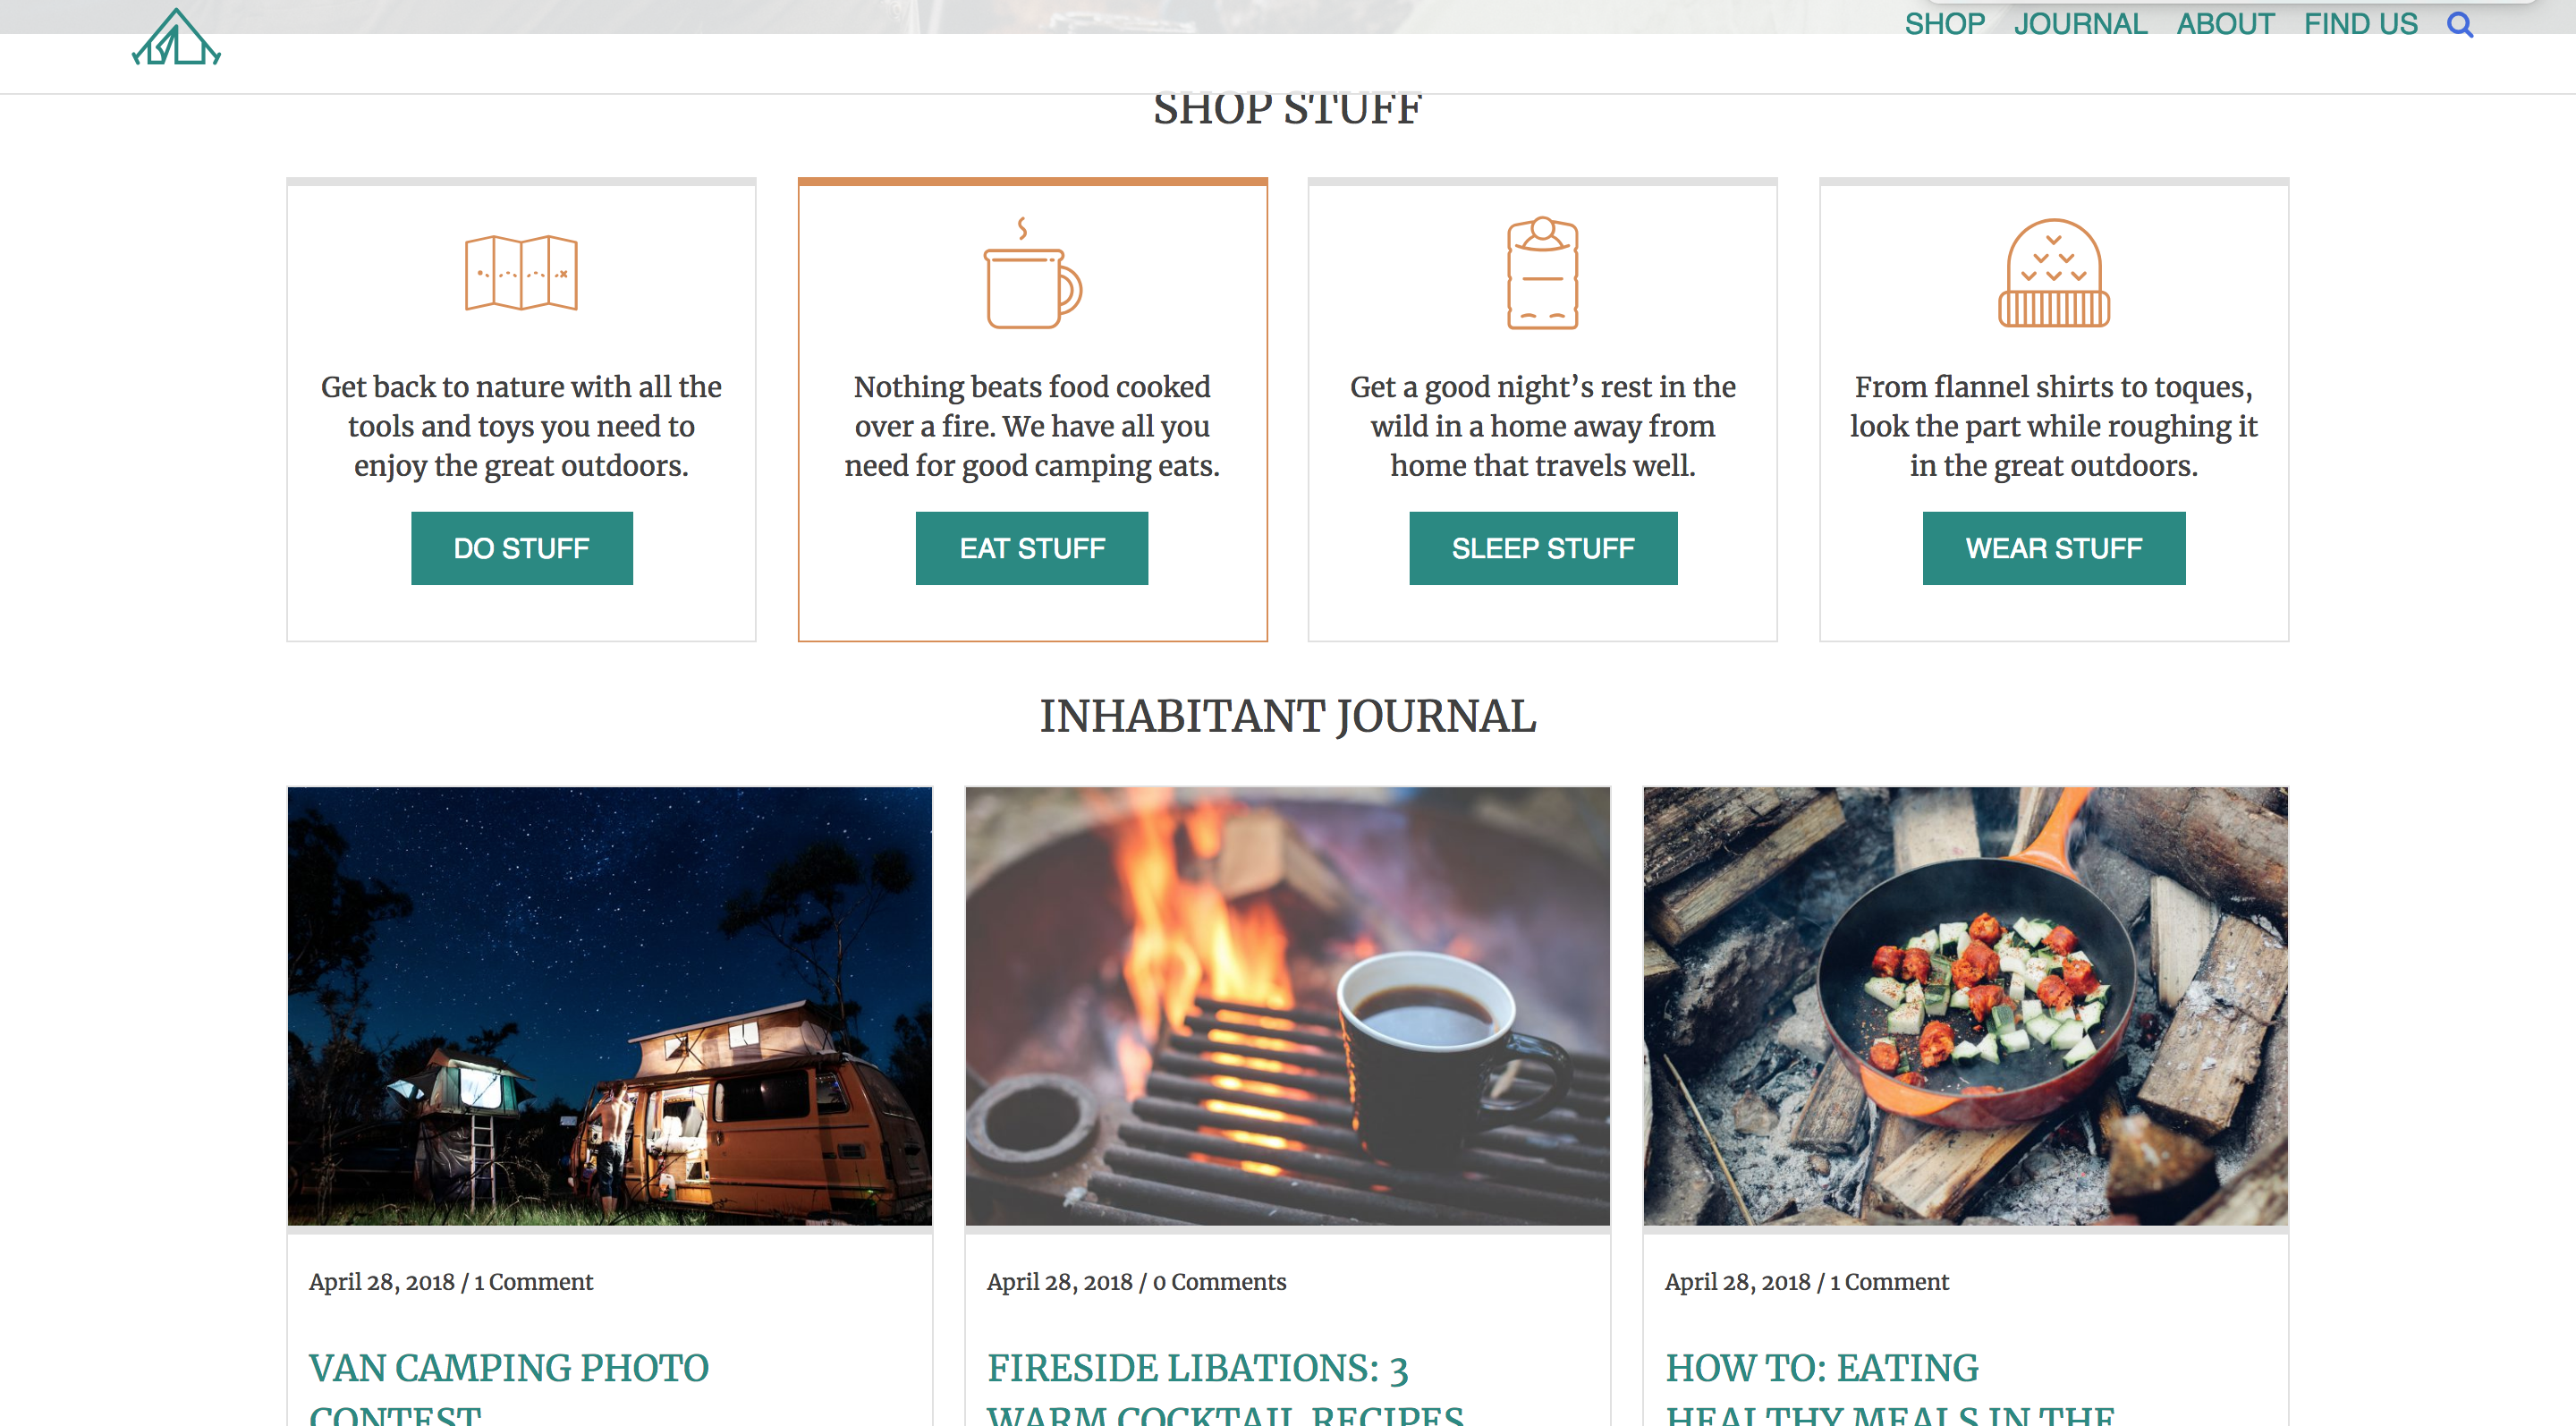 SHOP JOURNAL ABOUT FIND US
SHOP STUFF
Get back to nature with all the
tools and toys you need to
enjoy the great outdoors.
DO STUFF
Nothing beats food cooked
over a fire. We have all you
need for good camping eats.
EAT STUFF
Get a good night’s rest in the
wild in a home away from
home that travels well.
SLEEP STUFF
From flannel shirts to toques,
look the part while roughing it
in the great outdoors.
WEAR STUFF
INHABITANT JOURNAL
April 28, 2018 / 1 Comment
VAN CAMPING PHOTO
CONTEST
April 28, 2018 / 0 Comments
FIRESIDE LIBATIONS: 3
WARM COCKTAIL RECIPES
April 28, 2018 / 1 Comment
HOW TO: EATING
HEALTHY MEALS IN THE